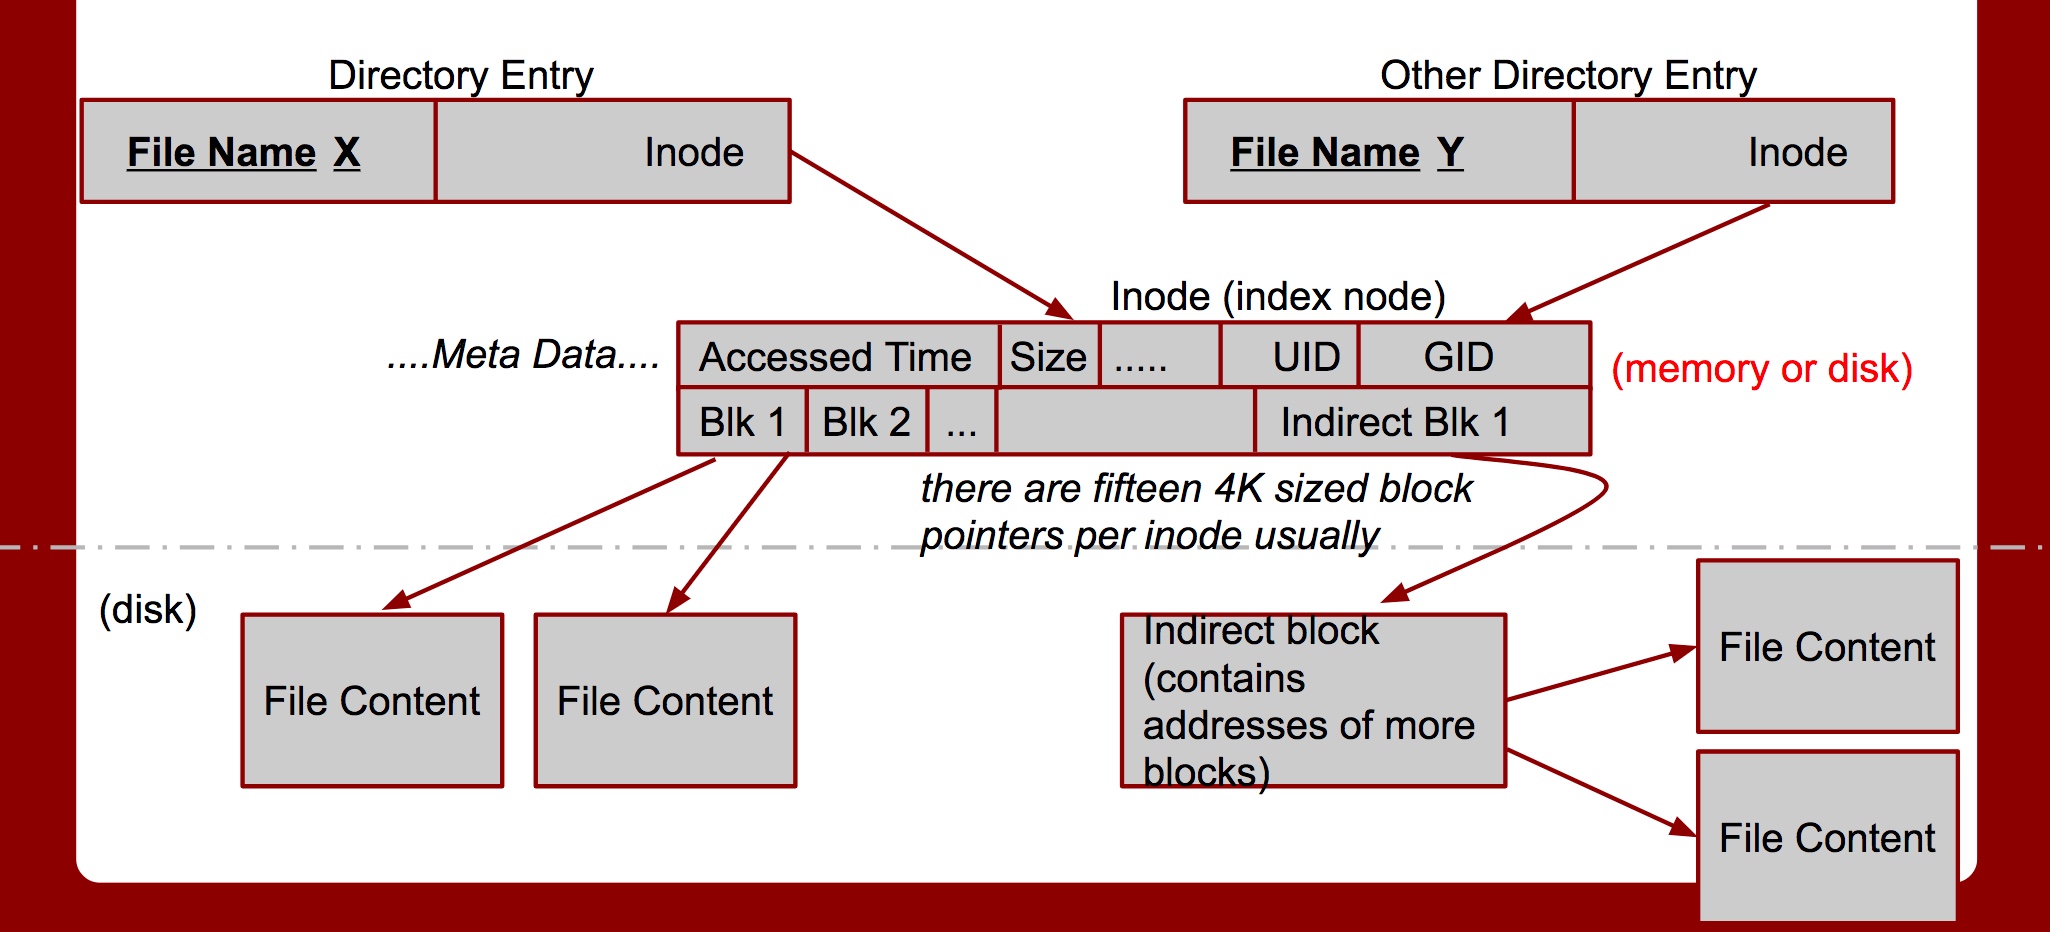 Directory Entry
Other Directory Entry
File Name X
Inode
File Name Y
Inode
Inode (index node)
....Meta Data....
Accessed Time
Size
.....
UID
GID
(memory or disk)
Blk 1
Blk 2
...
Indirect Blk 1
there are fifteen 4K sized block
pointers per inode usually
(disk)
File Content
File Content
Indirect block
(contains
addresses of more
blocks)
File Content
File Content